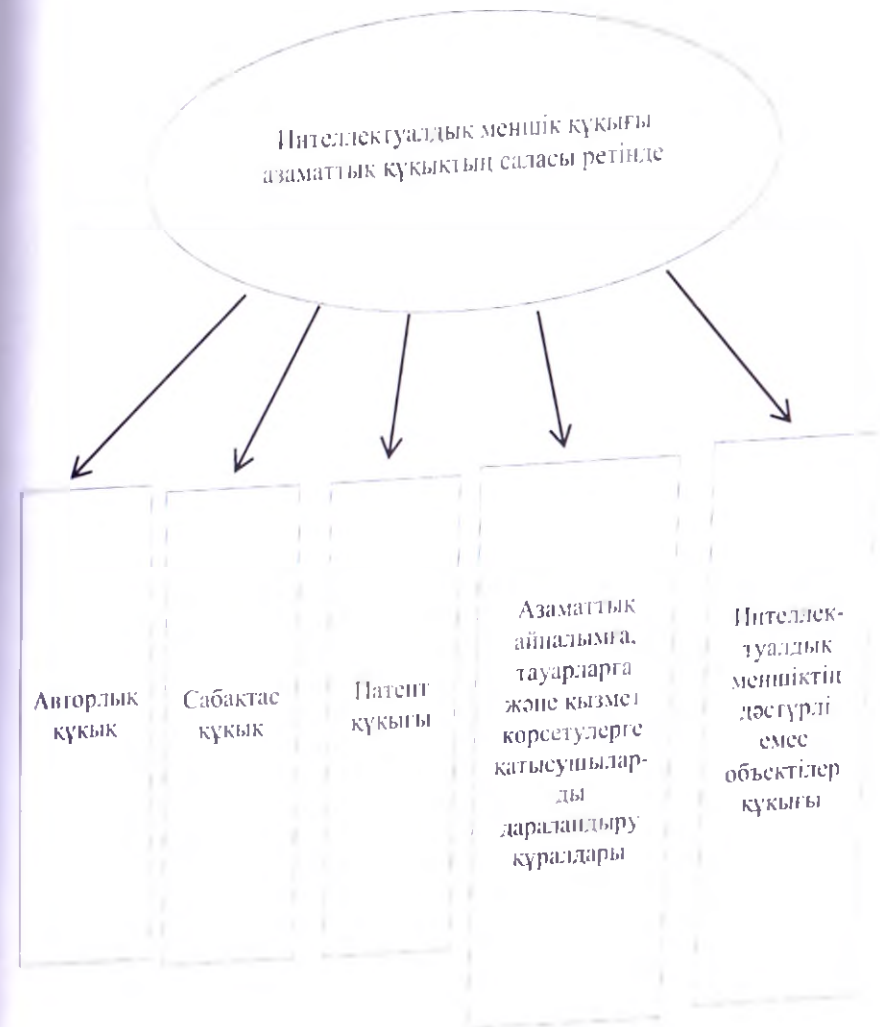 Интеллектуалдық меншік құқығы
азаматтық құқықтың саласы ретінде
Авторлық
құқық
Сабақтас
құқық
Патент
құқығы
Азаматтық
айналымға,
тауарларға
және қызмет
көрсетулерге
қатысушылар-
ды
дараландыру
құралдары
Интеллек-
туалдық
меншіктің
дәстүрлі
емес
объектілер
құқығы